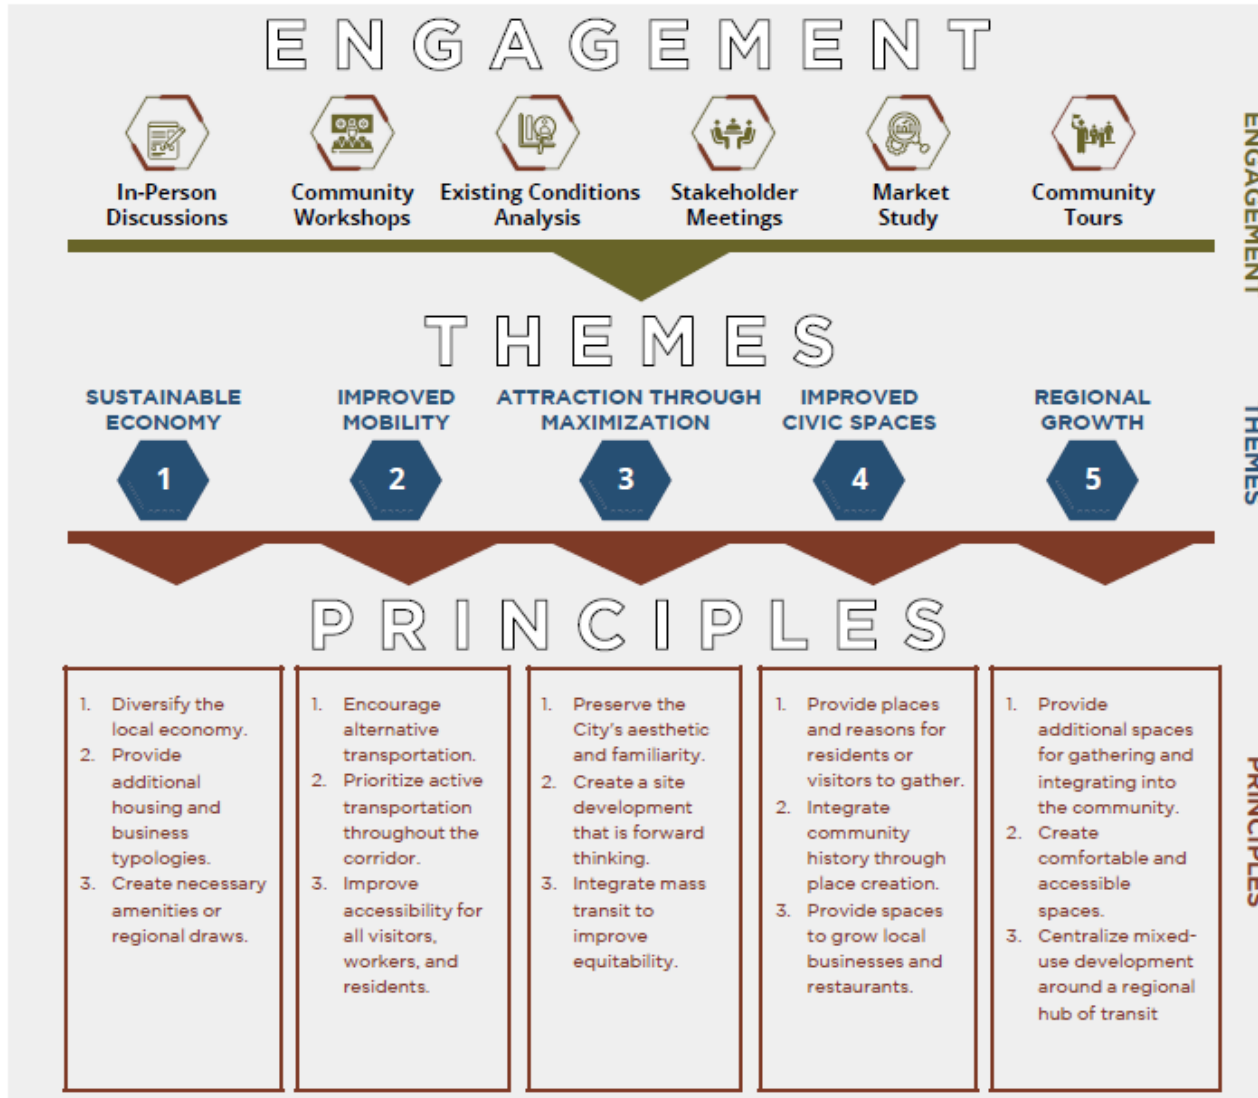 ENGAGEMENT
In-Person
Discussions
Community
Workshops
Existing Conditions
Analysis
Stakeholder
Meetings
Market
Study
Community
Tours
ENGAGEMENT
THEMES
SUSTAINABLE
ECONOMY
1
IMPROVED
MOBILITY
2
ATTRACTION THROUGH
MAXIMIZATION
3
IMPROVED
CIVIC SPACES
4
REGIONAL
GROWTH
5
THEMES
PRINCIPLES
1. Diversify the
local economy.
2. Provide
additional
housing and
business
typologies.
3. Create necessary
amenities or
regional draws.
1. Encourage
alternative
transportation.
2. Prioritize active
transportation
throughout the
corridor.
3. Improve
accessibility for
all visitors,
workers, and
residents.
1. Preserve the
City's aesthetic
and familiarity.
2. Create a site
development
that is forward
thinking.
3. Integrate mass
transit to
improve
equitability.
1. Provide places
and reasons for
residents or
visitors to gather.
2. Integrate
community
history through
place creation.
3. Provide spaces
to grow local
businesses and
restaurants.
1. Provide
additional spaces
for gathering and
integrating into
the community.
2. Create
comfortable and
accessible
spaces.
3. Centralize mixed-
use development
around a regional
hub of transit
PRINCIPLES